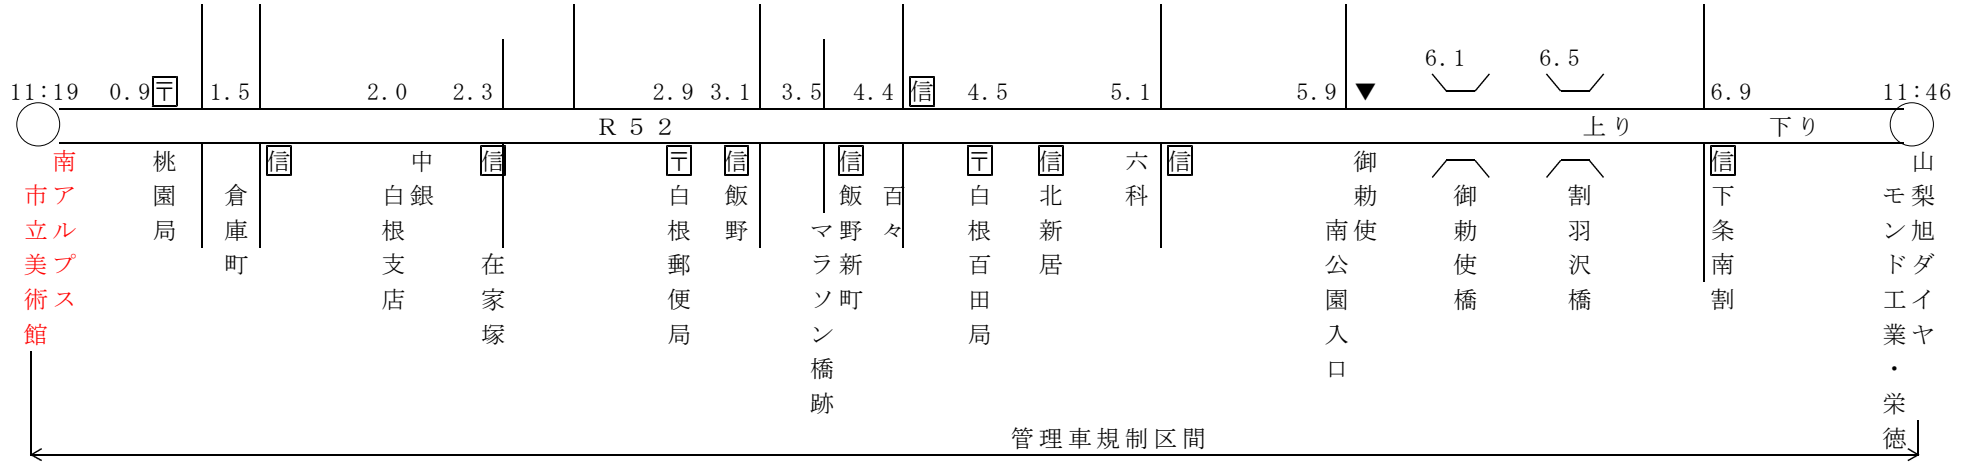 6.1 6.5
11:19 0.9 〒 1.5 2.0 2.3 2.9 3.1 3.5 4.4 信 4.5 5.1 5.9 ▼ 6.9 11:46
R52 上り 下り
南アルプス
市立美術館
〒
桃園局
倉庫町
信
中銀
白根支店
信
在家塚
〒
白根郵便局
信
飯野
マラソン橋跡
信
飯野新町
百々
〒
白根百田局
信
北新居
六科
信
御勅使
南公園入口
御勅使橋
割羽沢橋
信
下条南割
山梨旭ダイヤ
モンド工業・栄徳
管理車規制区間